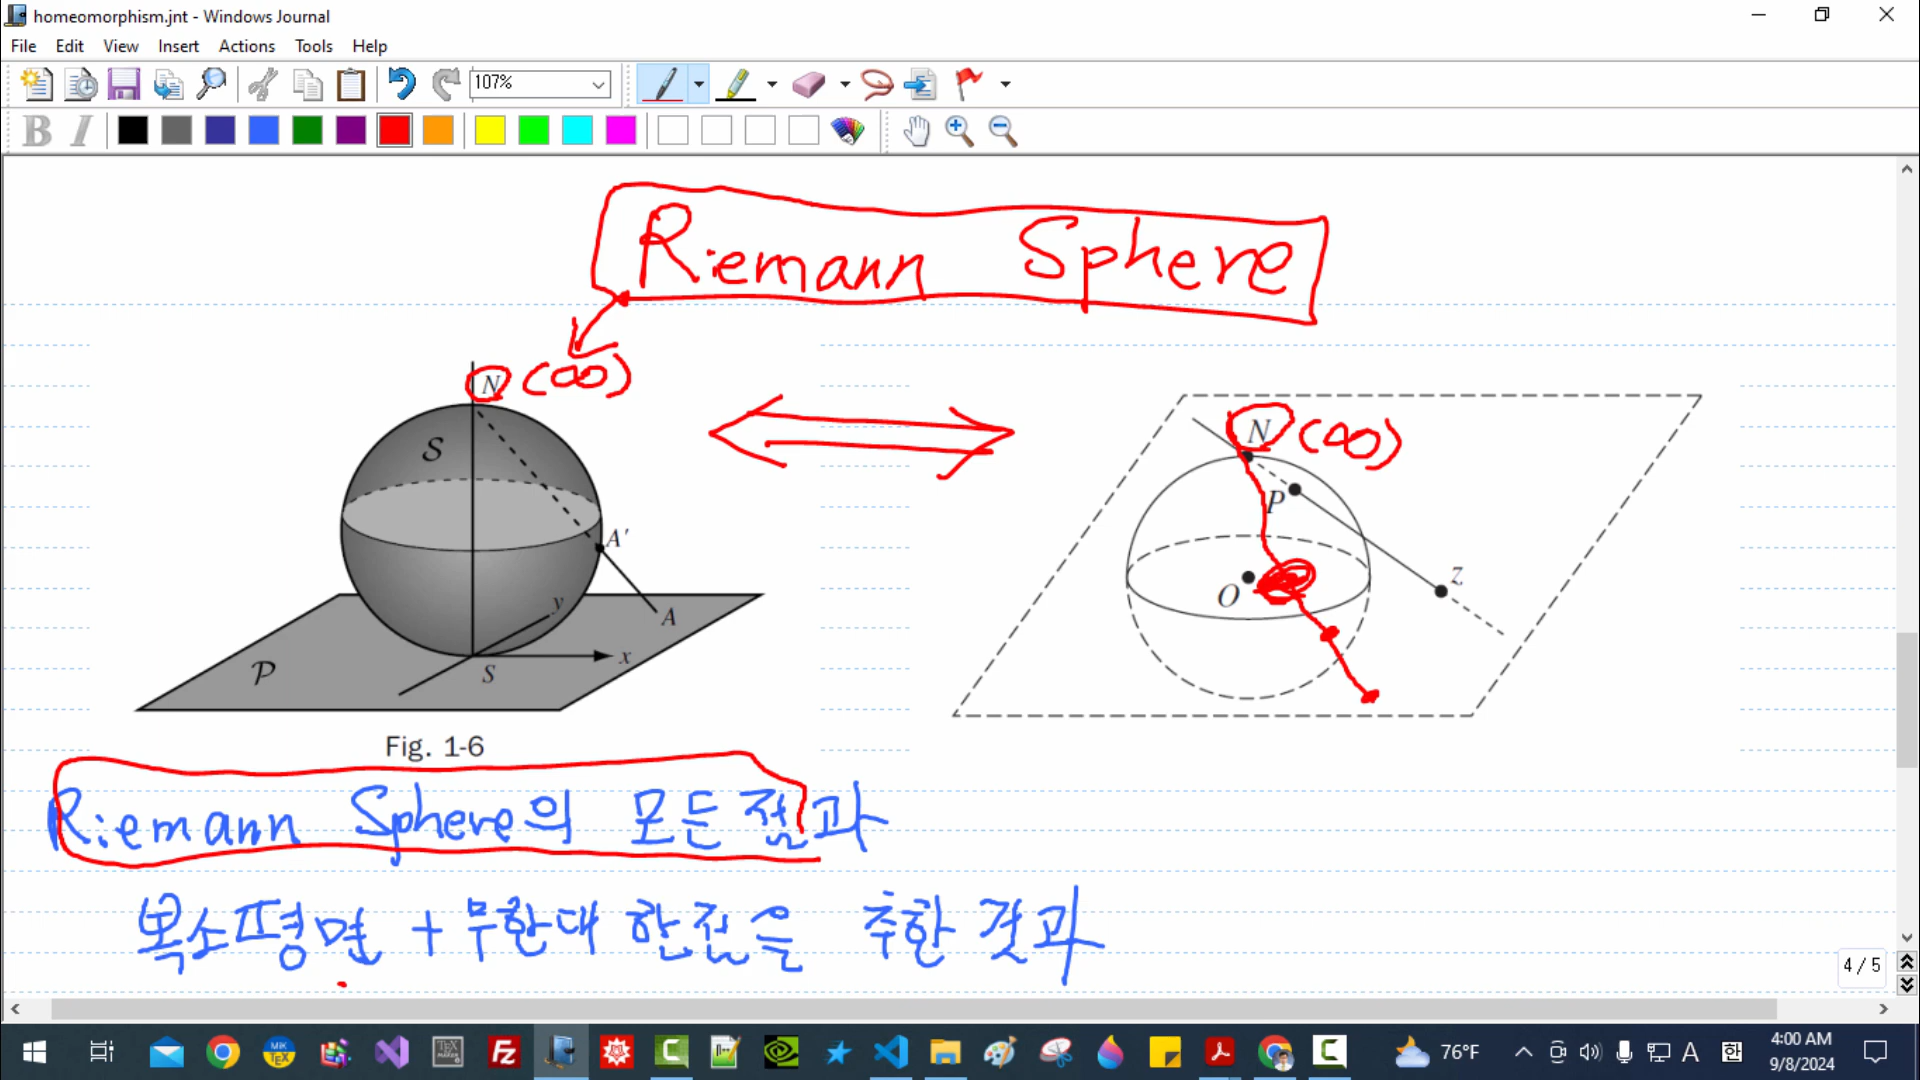 homeomorphism.jnt - Windows Journal
File Edit View Insert Actions Tools Help
107%
B I
Riemann Sphere
N (∞)
S
A'
A
y
x
S
P
Fig. 1-6
N (∞)
P
O
z
Riemann Sphere의 모든점과
복소평면 + 무한대 한점을 추한 것과
4 / 5
76°F
A
한
4:00 AM
9/8/2024